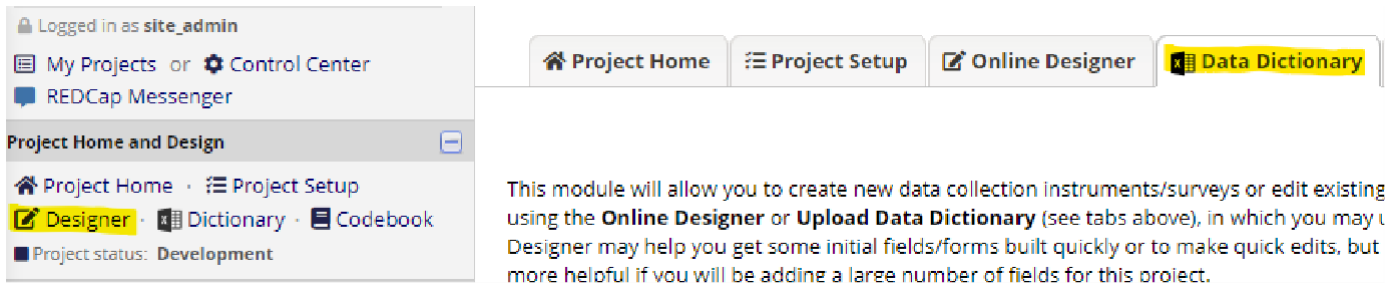 Logged in as site_admin
My Projects or Control Center
REDCap Messenger
Project Home and Design
Project Home · Project Setup
Designer · Dictionary · Codebook
Project status: Development
Project Home Project Setup Online Designer Data Dictionary
This module will allow you to create new data collection instruments/surveys or edit existing
using the Online Designer or Upload Data Dictionary (see tabs above), in which you may
Designer may help you get some initial fields/forms built quickly or to make quick edits, but
more helpful if you will be adding a large number of fields for this project.